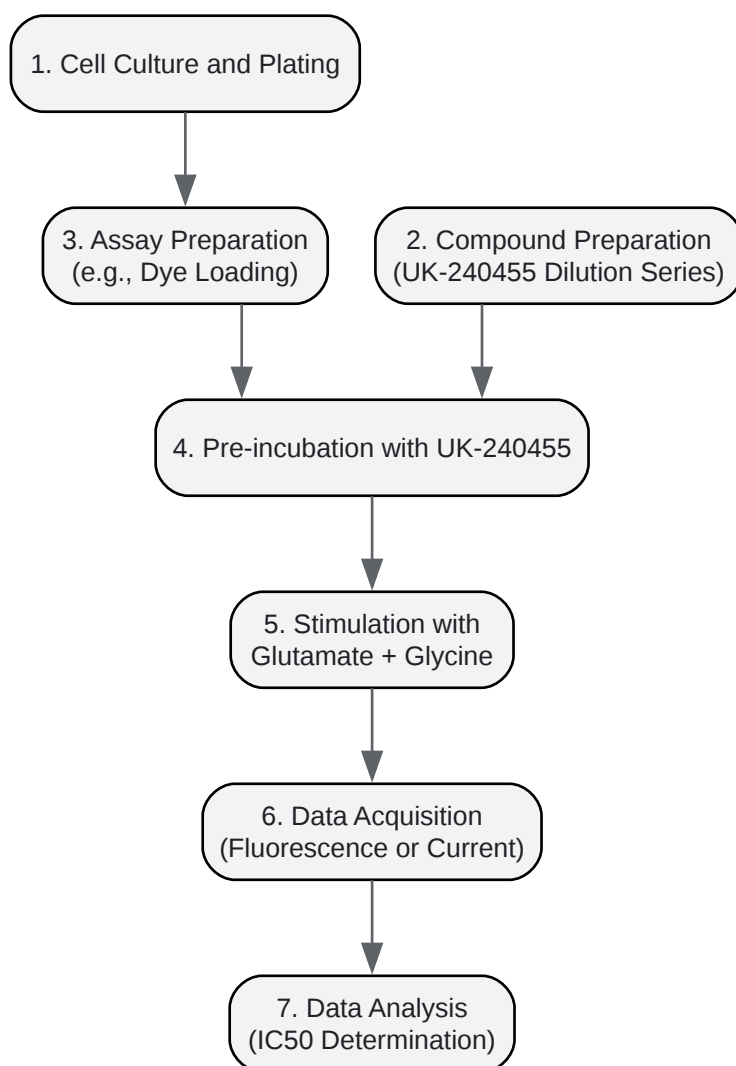 1. Cell Culture and Plating
3. Assay Preparation
(e.g., Dye Loading)
2. Compound Preparation
(UK-240455 Dilution Series)
4. Pre-incubation with UK-240455
5. Stimulation with
Glutamate + Glycine
6. Data Acquisition
(Fluorescence or Current)
7. Data Analysis
(IC50 Determination)